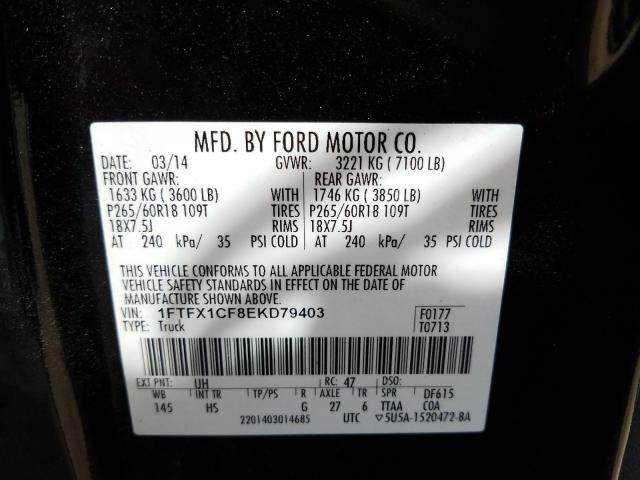 MFD. BY FORD MOTOR CO.
DATE: 03/14 GVWR: 3221 KG ( 7100 LB)
FRONT GAWR: REAR GAWR:
1633 KG ( 3600 LB) WITH 1746 KG ( 3850 LB) WITH
P265/60R18 109T TIRES P265/60R18 109T TIRES
18X7.5J RIMS 18X7.5J RIMS
AT 240 kPa/ 35 PSI COLD AT 240 kPa/ 35 PSI COLD
THIS VEHICLE CONFORMS TO ALL APPLICABLE FEDERAL MOTOR
VEHICLE SAFETY STANDARDS IN EFFECT ON THE DATE OF
MANUFACTURE SHOWN ABOVE.
VIN: 1FTFX1CF8EKD79403 F0177
TYPE: Truck T0713
EXT PNT: UH RC: 47 DSO:
WB INT TR TP/PS R AXLE TR SPR DF615
145 HS G 27 6 TTAA COA
2201403014685 UTC ▽5U5A-1520472-BA